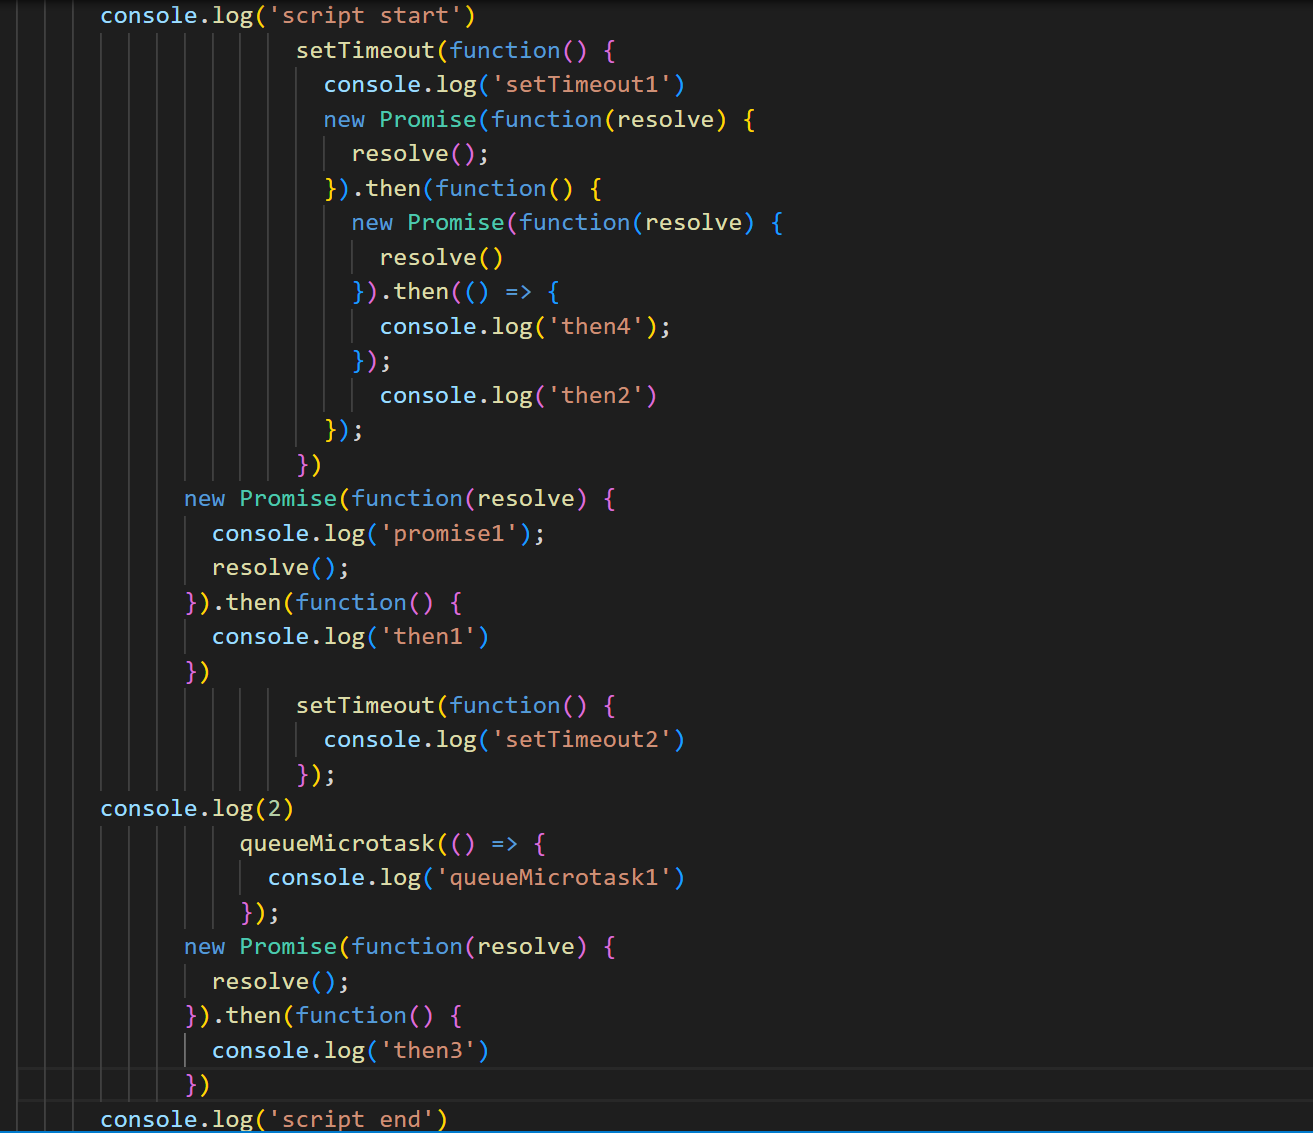 console.log('script start')
setTimeout(function() {
console.log('setTimeout1')
new Promise(function(resolve) {
resolve();
}).then(function() {
new Promise(function(resolve) {
resolve()
}).then(() => {
console.log('then4');
});
console.log('then2')
});
})
new Promise(function(resolve) {
console.log('promise1');
resolve();
}).then(function() {
console.log('then1')
})
setTimeout(function() {
console.log('setTimeout2')
});
console.log(2)
queueMicrotask(() => {
console.log('queueMicrotask1')
});
new Promise(function(resolve) {
resolve();
}).then(function() {
console.log('then3')
})
console.log('script end')